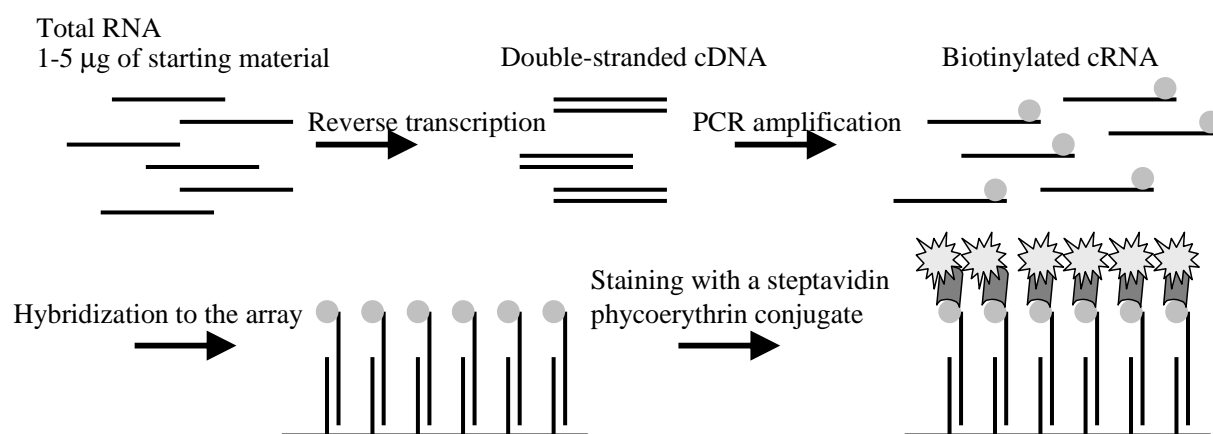 Total RNA
1-5 μg of starting material
Double-stranded cDNA
Biotinylated cRNA
Reverse transcription
PCR amplification
Hybridization to the array
Staining with a steptavidin
phycoerythrin conjugate